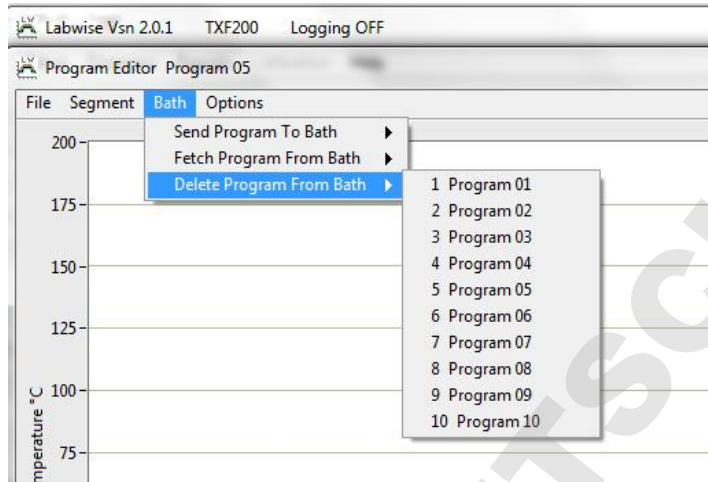 Labwise Vsn 2.0.1 TXF200 Logging OFF
Program Editor Program 05
File Segment Bath Options
Send Program To Bath
Fetch Program From Bath
Delete Program From Bath
1 Program 01
2 Program 02
3 Program 03
4 Program 04
5 Program 05
6 Program 06
7 Program 07
8 Program 08
9 Program 09
10 Program 10
200
175
150
125
100
75
mperature °C